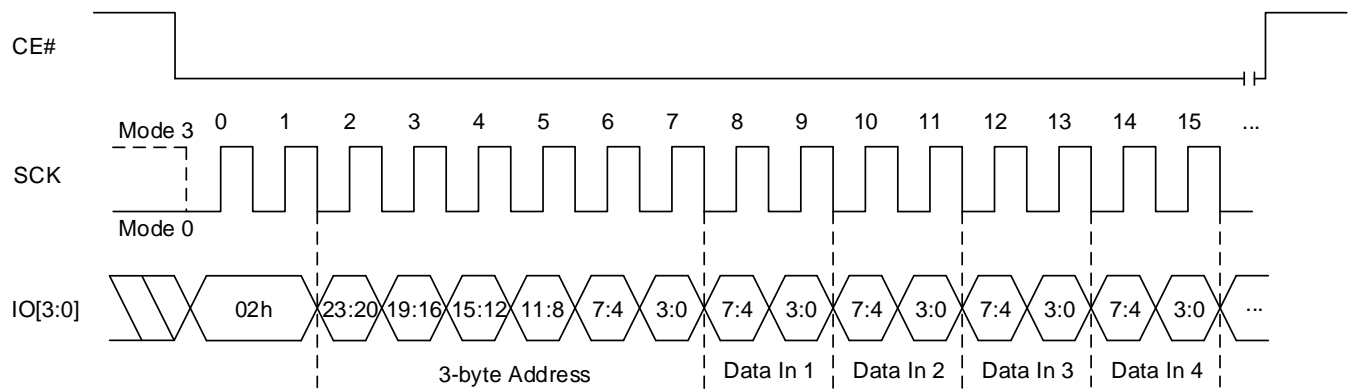 CE#
Mode 3 0 1 2 3 4 5 6 7 8 9 10 11 12 13 14 15 ...
SCK
Mode 0
IO[3:0] 02h 23:20 19:16 15:12 11:8 7:4 3:0 7:4 3:0 7:4 3:0 7:4 3:0 7:4 3:0 ...
3-byte Address Data In 1 Data In 2 Data In 3 Data In 4